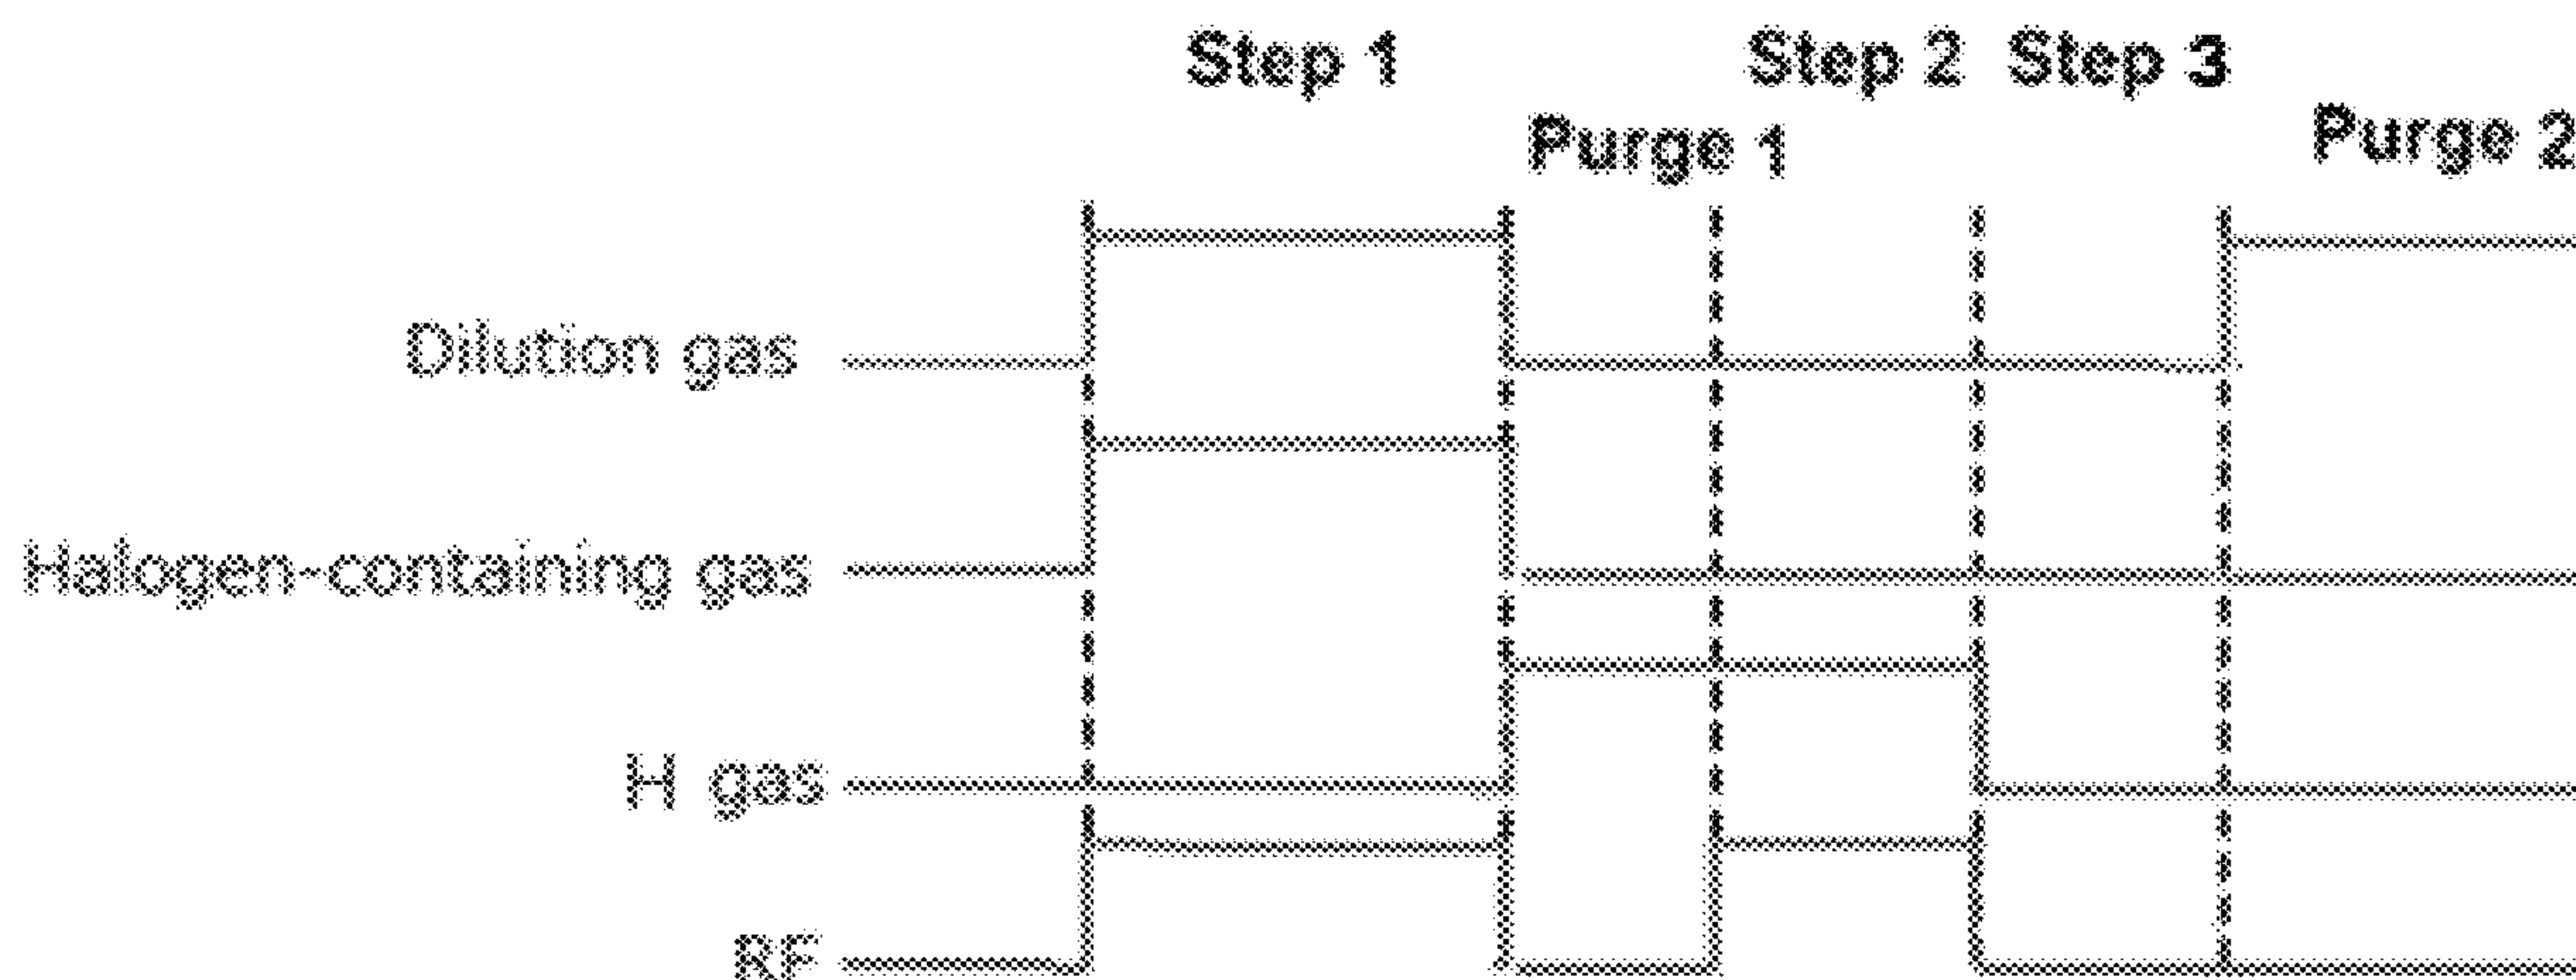 Step 1 Step 2 Step 3
Purge 1 Purge 2
Dilution gas
Halogen-containing gas
H gas
RF